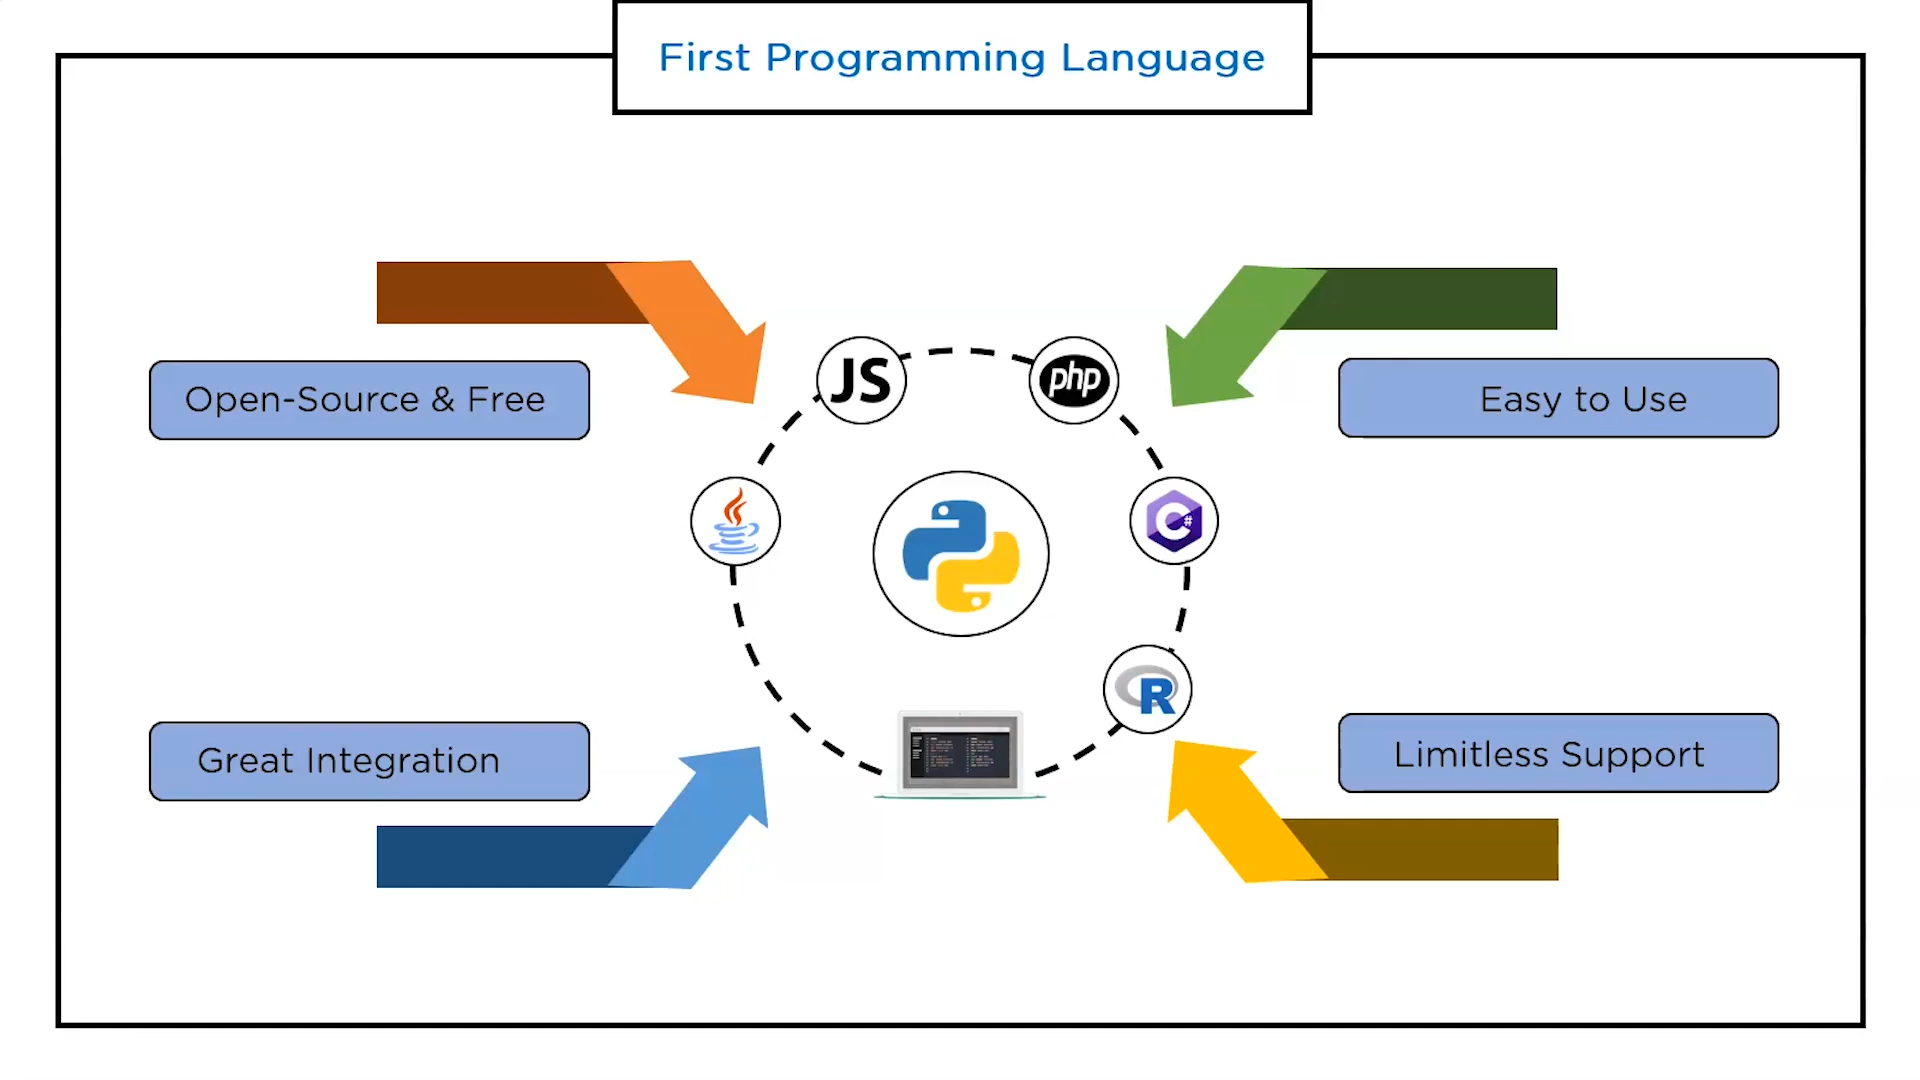 First Programming Language
Open-Source & Free
Easy to Use
JS
php
C#
R
Great Integration
Limitless Support